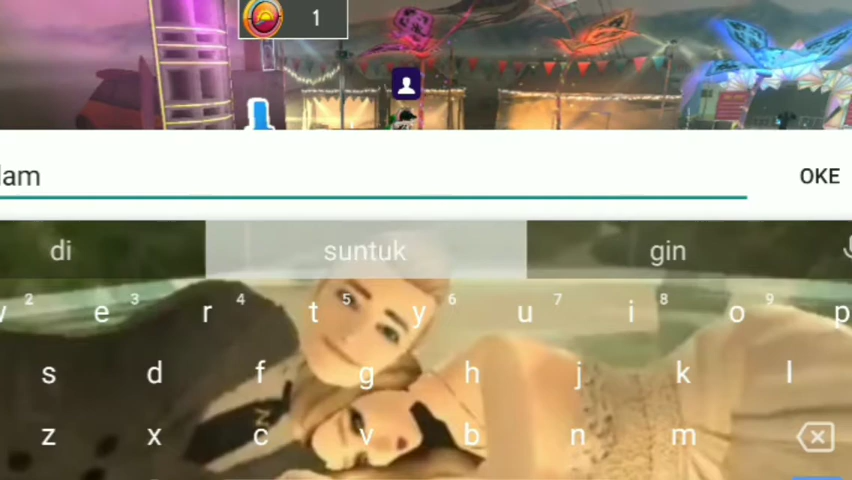 1
lam
OKE
di suntuk gin
2 3 4 5 6 7 8 9
e r t y u i o p
s d f g h j k l
z x c v b n m